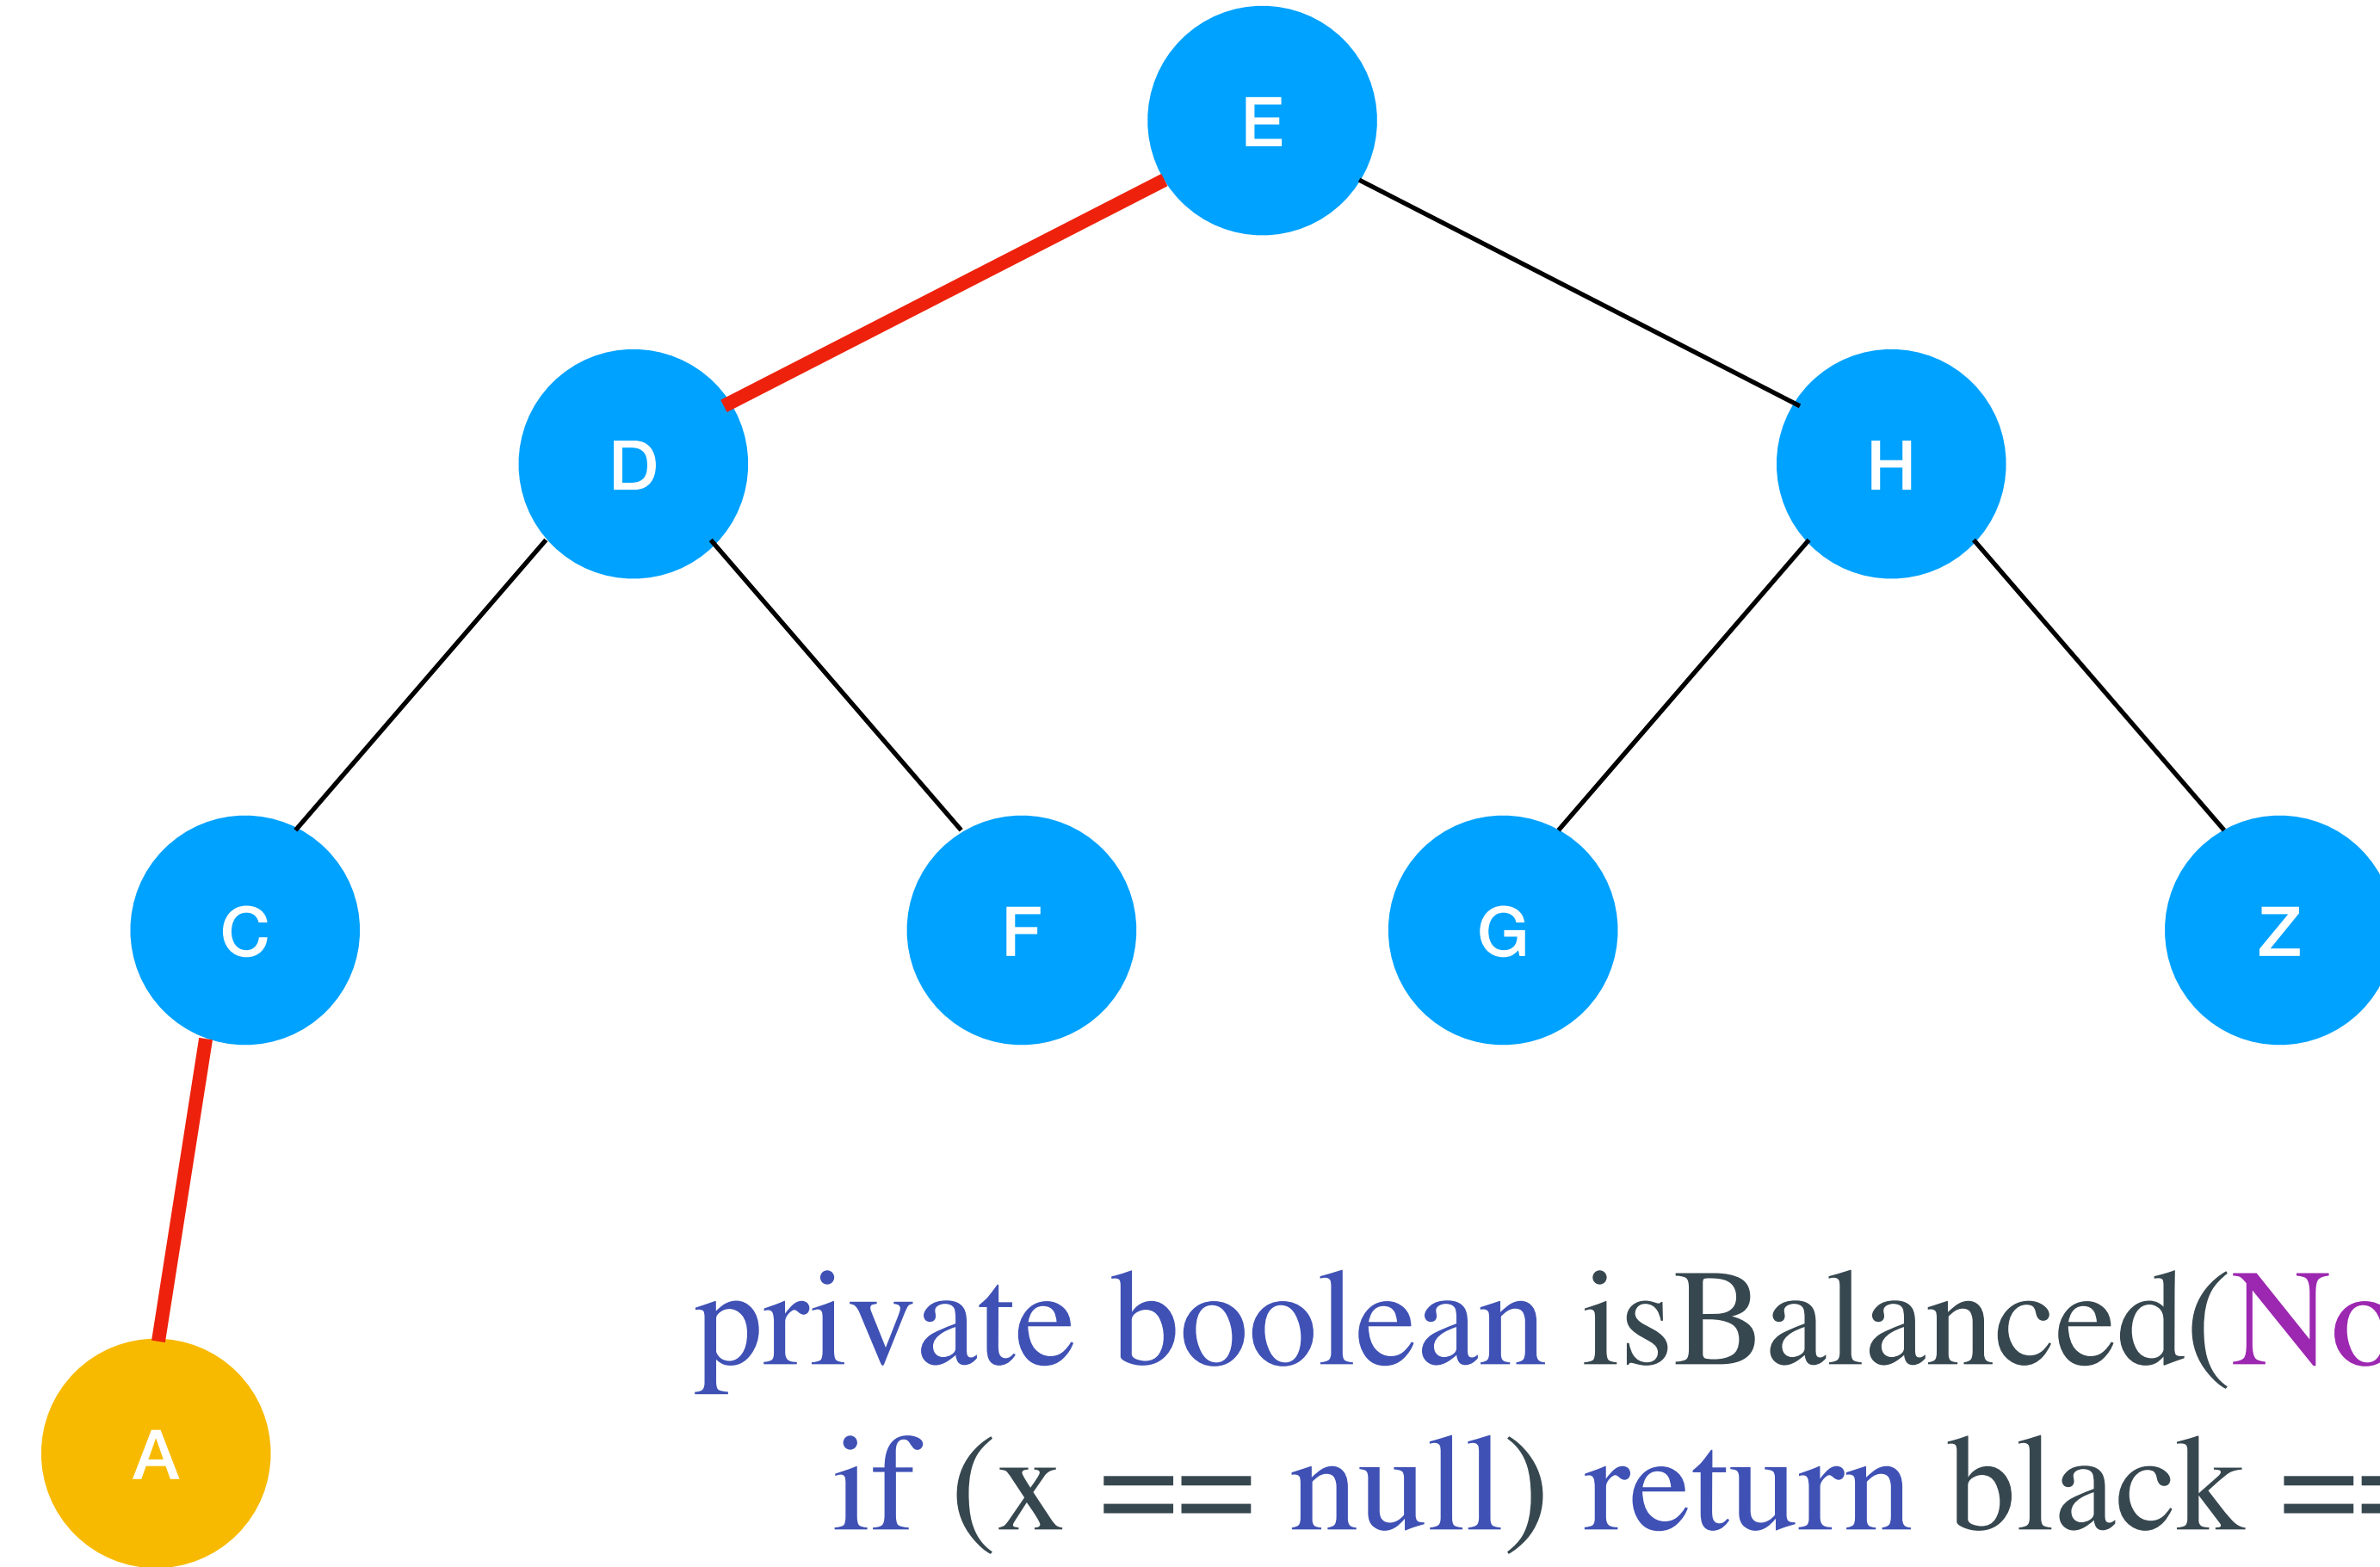 E
D H
C F G Z
private boolean isBalanced(No
A
if (x == null) return black ==